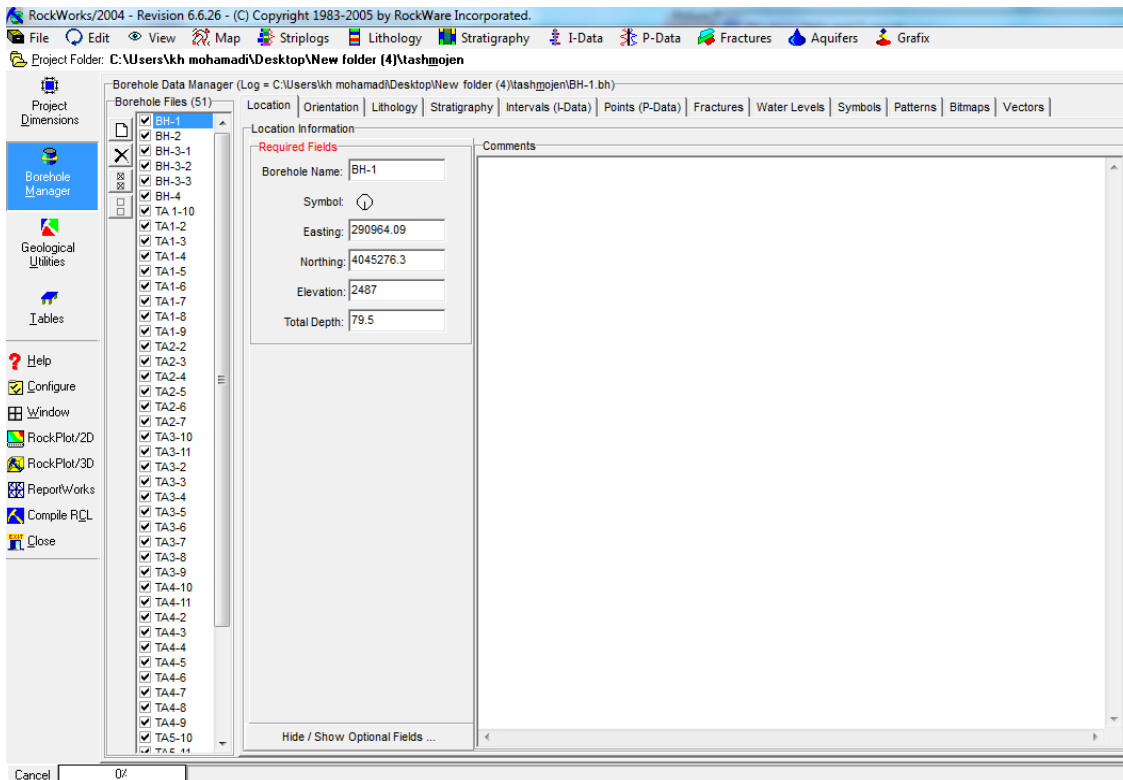 RockWorks/2004 - Revision 6.6.26 - (C) Copyright 1983-2005 by RockWare Incorporated.
File Edit View Map Striplogs Lithology Stratigraphy I-Data P-Data Fractures Aquifers Grafix
Project Folder: C:\Users\kh mohamadi\Desktop\New folder (4)\tashmojen
Project
Dimensions
Borehole
Manager
Geological
Utilities
Tables
Help
Configure
Window
RockPlot/2D
RockPlot/3D
ReportWorks
Compile RCL
EXIT
Close
Borehole Data Manager (Log = C:\Users\kh mohamadi\Desktop\New folder (4)\tashmojen\BH-1.bh)
Borehole Files (51)
BH-1
BH-2
BH-3-1
BH-3-2
BH-3-3
BH-4
TA 1-10
TA1-2
TA1-3
TA1-4
TA1-5
TA1-6
TA1-7
TA1-8
TA1-9
TA2-2
TA2-3
TA2-4
TA2-5
TA2-6
TA2-7
TA3-10
TA3-11
TA3-2
TA3-3
TA3-4
TA3-5
TA3-6
TA3-7
TA3-8
TA3-9
TA4-10
TA4-11
TA4-2
TA4-3
TA4-4
TA4-5
TA4-6
TA4-7
TA4-8
TA4-9
TA5-10
TA5-11
Location Orientation Lithology Stratigraphy Intervals (I-Data) Points (P-Data) Fractures Water Levels Symbols Patterns Bitmaps Vectors
Location Information
Required Fields
Borehole Name: BH-1
Symbol:
Easting: 290964.09
Northing: 4045276.3
Elevation: 2487
Total Depth: 79.5
Hide / Show Optional Fields ...
Comments
Cancel 0%